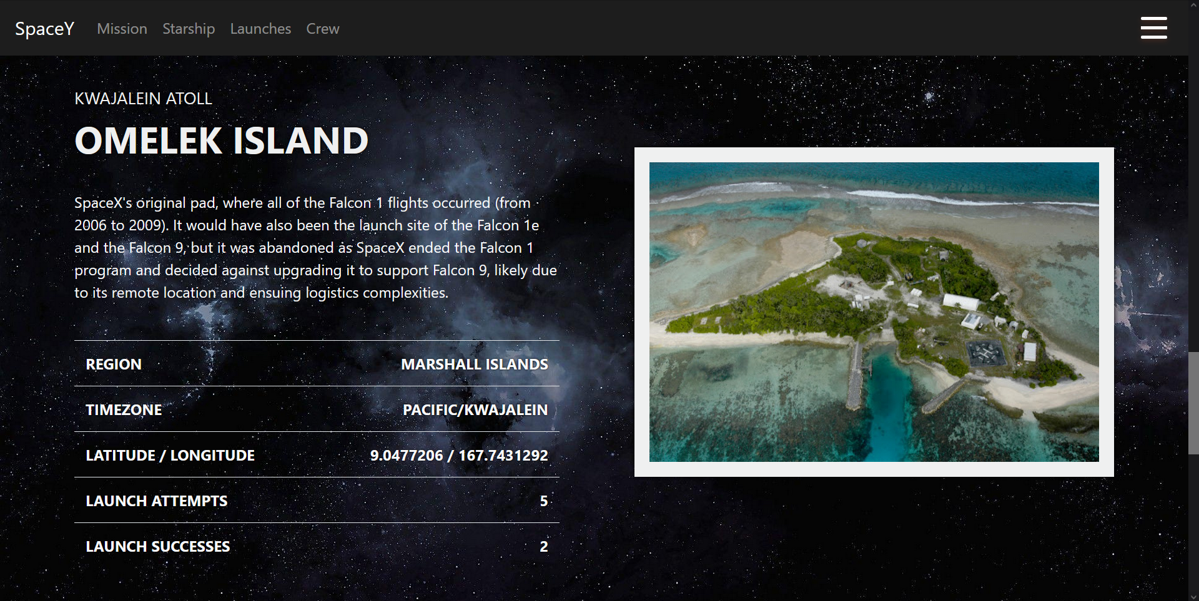 SpaceY Mission Starship Launches Crew
KWAJALEIN ATOLL
OMELEK ISLAND
SpaceX's original pad, where all of the Falcon 1 flights occurred (from
2006 to 2009). It would have also been the launch site of the Falcon 1e
and the Falcon 9, but it was abandoned as SpaceX ended the Falcon 1
program and decided against upgrading it to support Falcon 9, likely due
to its remote location and ensuing logistics complexities.
REGION MARSHALL ISLANDS
TIMEZONE PACIFIC/KWAJALEIN
LATITUDE / LONGITUDE 9.0477206 / 167.7431292
LAUNCH ATTEMPTS 5
LAUNCH SUCCESSES 2